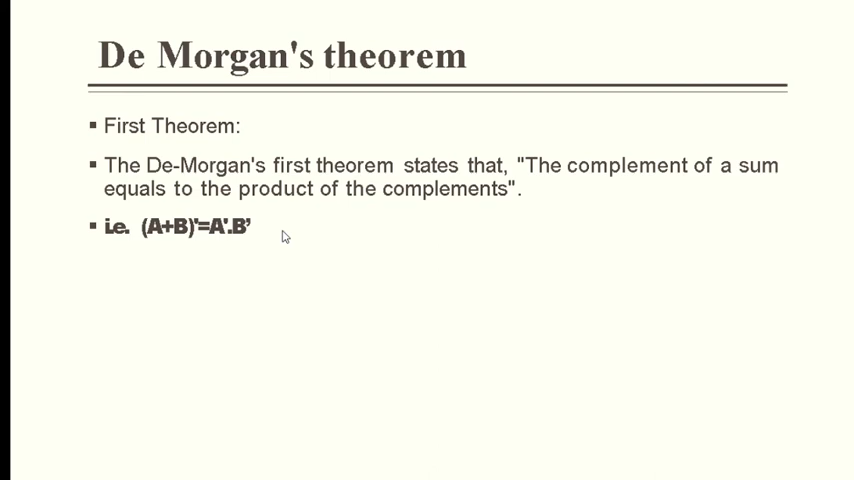 De Morgan's theorem
▪ First Theorem:
▪ The De-Morgan's first theorem states that, "The complement of a sum
equals to the product of the complements".
▪ i.e. (A+B)'=A'.B’